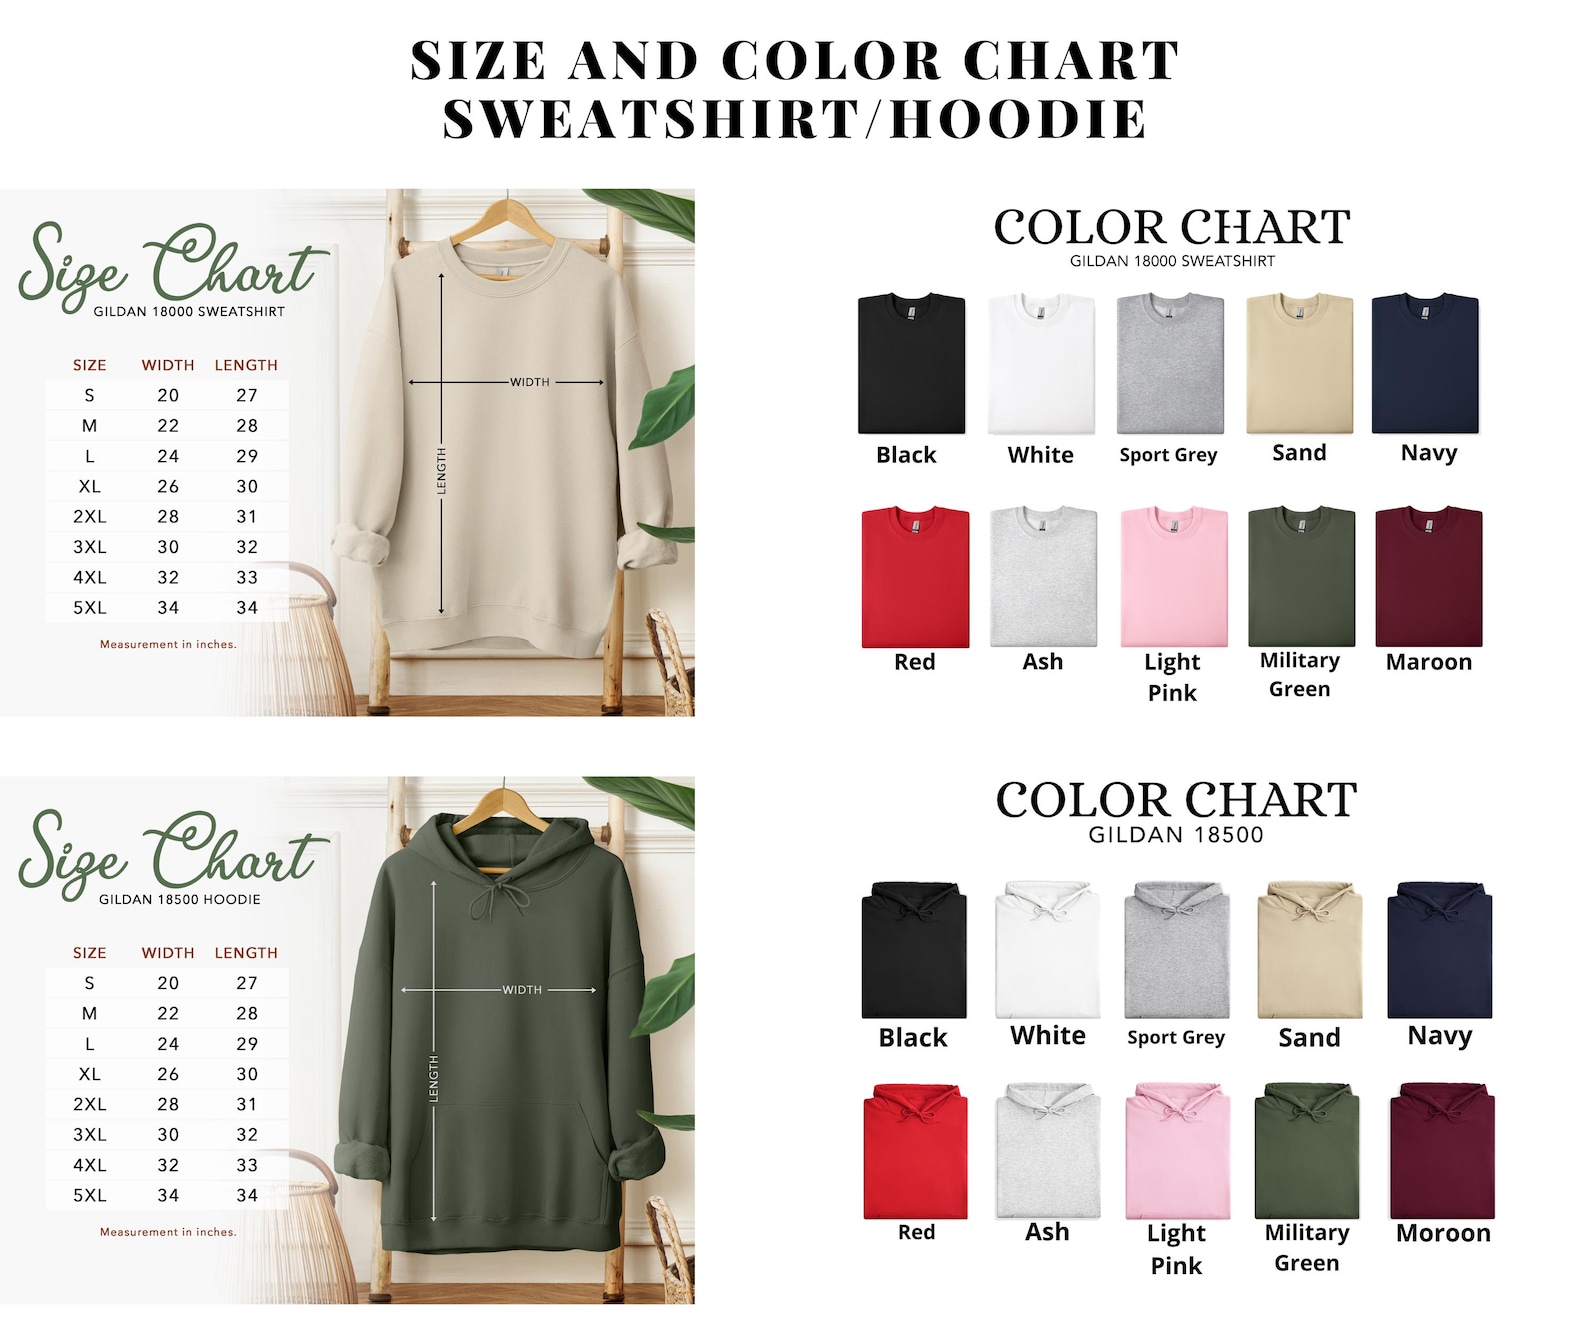 SIZE AND COLOR CHART
SWEATSHIRT/HOODIE
Size Chart
GILDAN 18000 SWEATSHIRT
SIZE WIDTH LENGTH
S 20 27
M 22 28
L 24 29
XL 26 30
2XL 28 31
3XL 30 32
4XL 32 33
5XL 34 34
Measurement in inches.
WIDTH
LENGTH
COLOR CHART
GILDAN 18000 SWEATSHIRT
Black White Sport Grey Sand Navy
Red Ash Light Military Maroon
Pink Green
Size Chart
GILDAN 18500 HOODIE
SIZE WIDTH LENGTH
S 20 27
M 22 28
L 24 29
XL 26 30
2XL 28 31
3XL 30 32
4XL 32 33
5XL 34 34
Measurement in inches.
WIDTH
LENGTH
COLOR CHART
GILDAN 18500
Black White Sport Grey Sand Navy
Red Ash Light Military Moroon
Pink Green